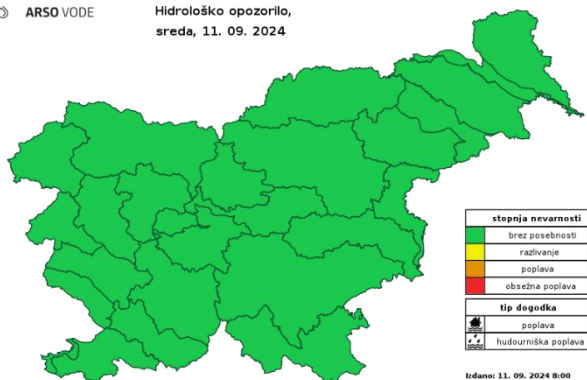 ARSO VODE
Hidrološko opozorilo,
sreda, 11. 09. 2024
stopnja nevarnosti
brez posebnosti
razlivanje
poplava
obsežna poplava
tip dogodka
poplava
hudourniška poplava
Izdano: 11. 09. 2024 8:00